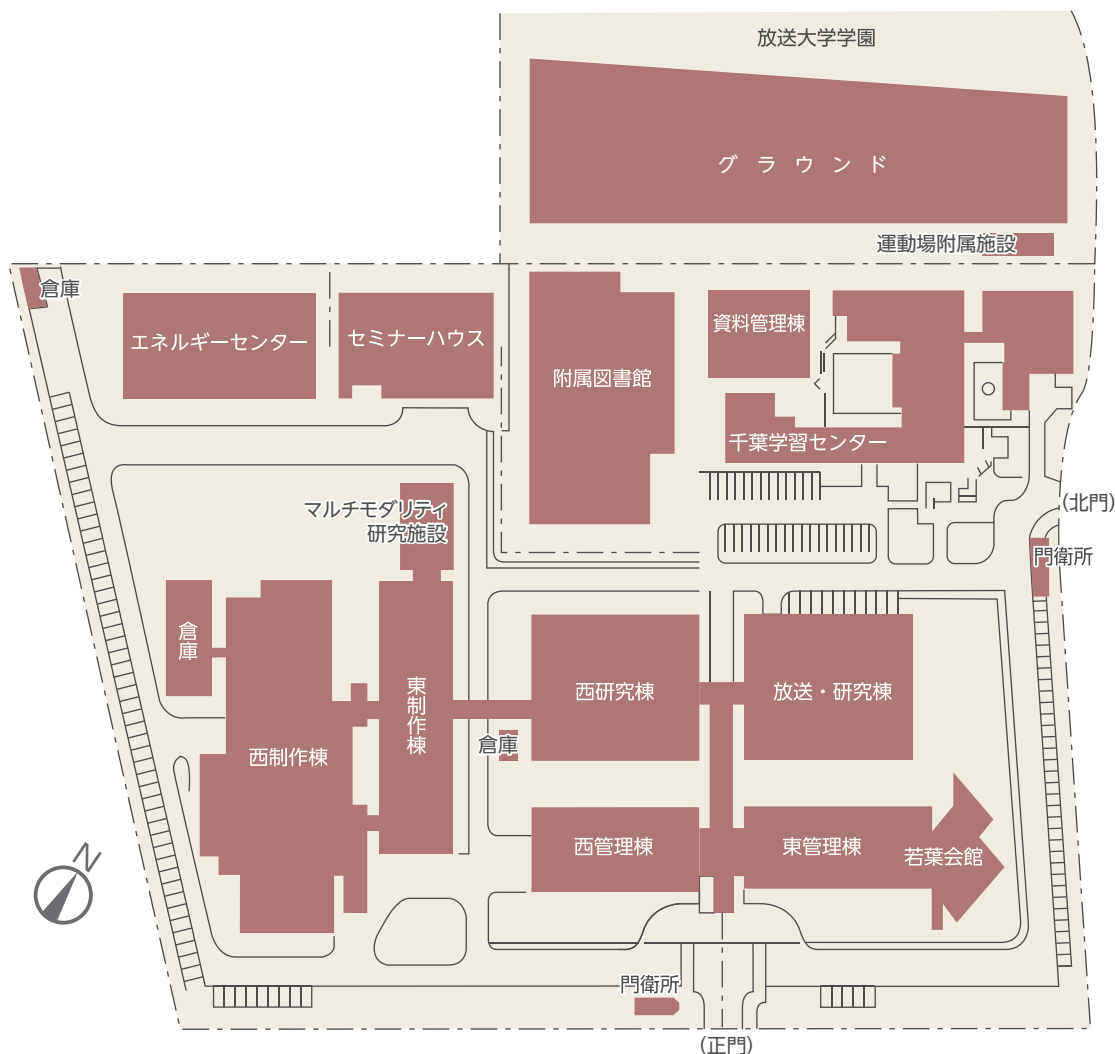 放送大学学園
グラウンド
運動場附属施設
倉庫
エネルギーセンター
セミナーハウス
附属図書館
資料管理棟
千葉学習センター
マルチモダリティ
研究施設
(北門)
門衛所
倉庫
東制作棟
西研究棟
放送・研究棟
倉庫
西制作棟
西管理棟
東管理棟
若葉会館
N
門衛所
(正門)